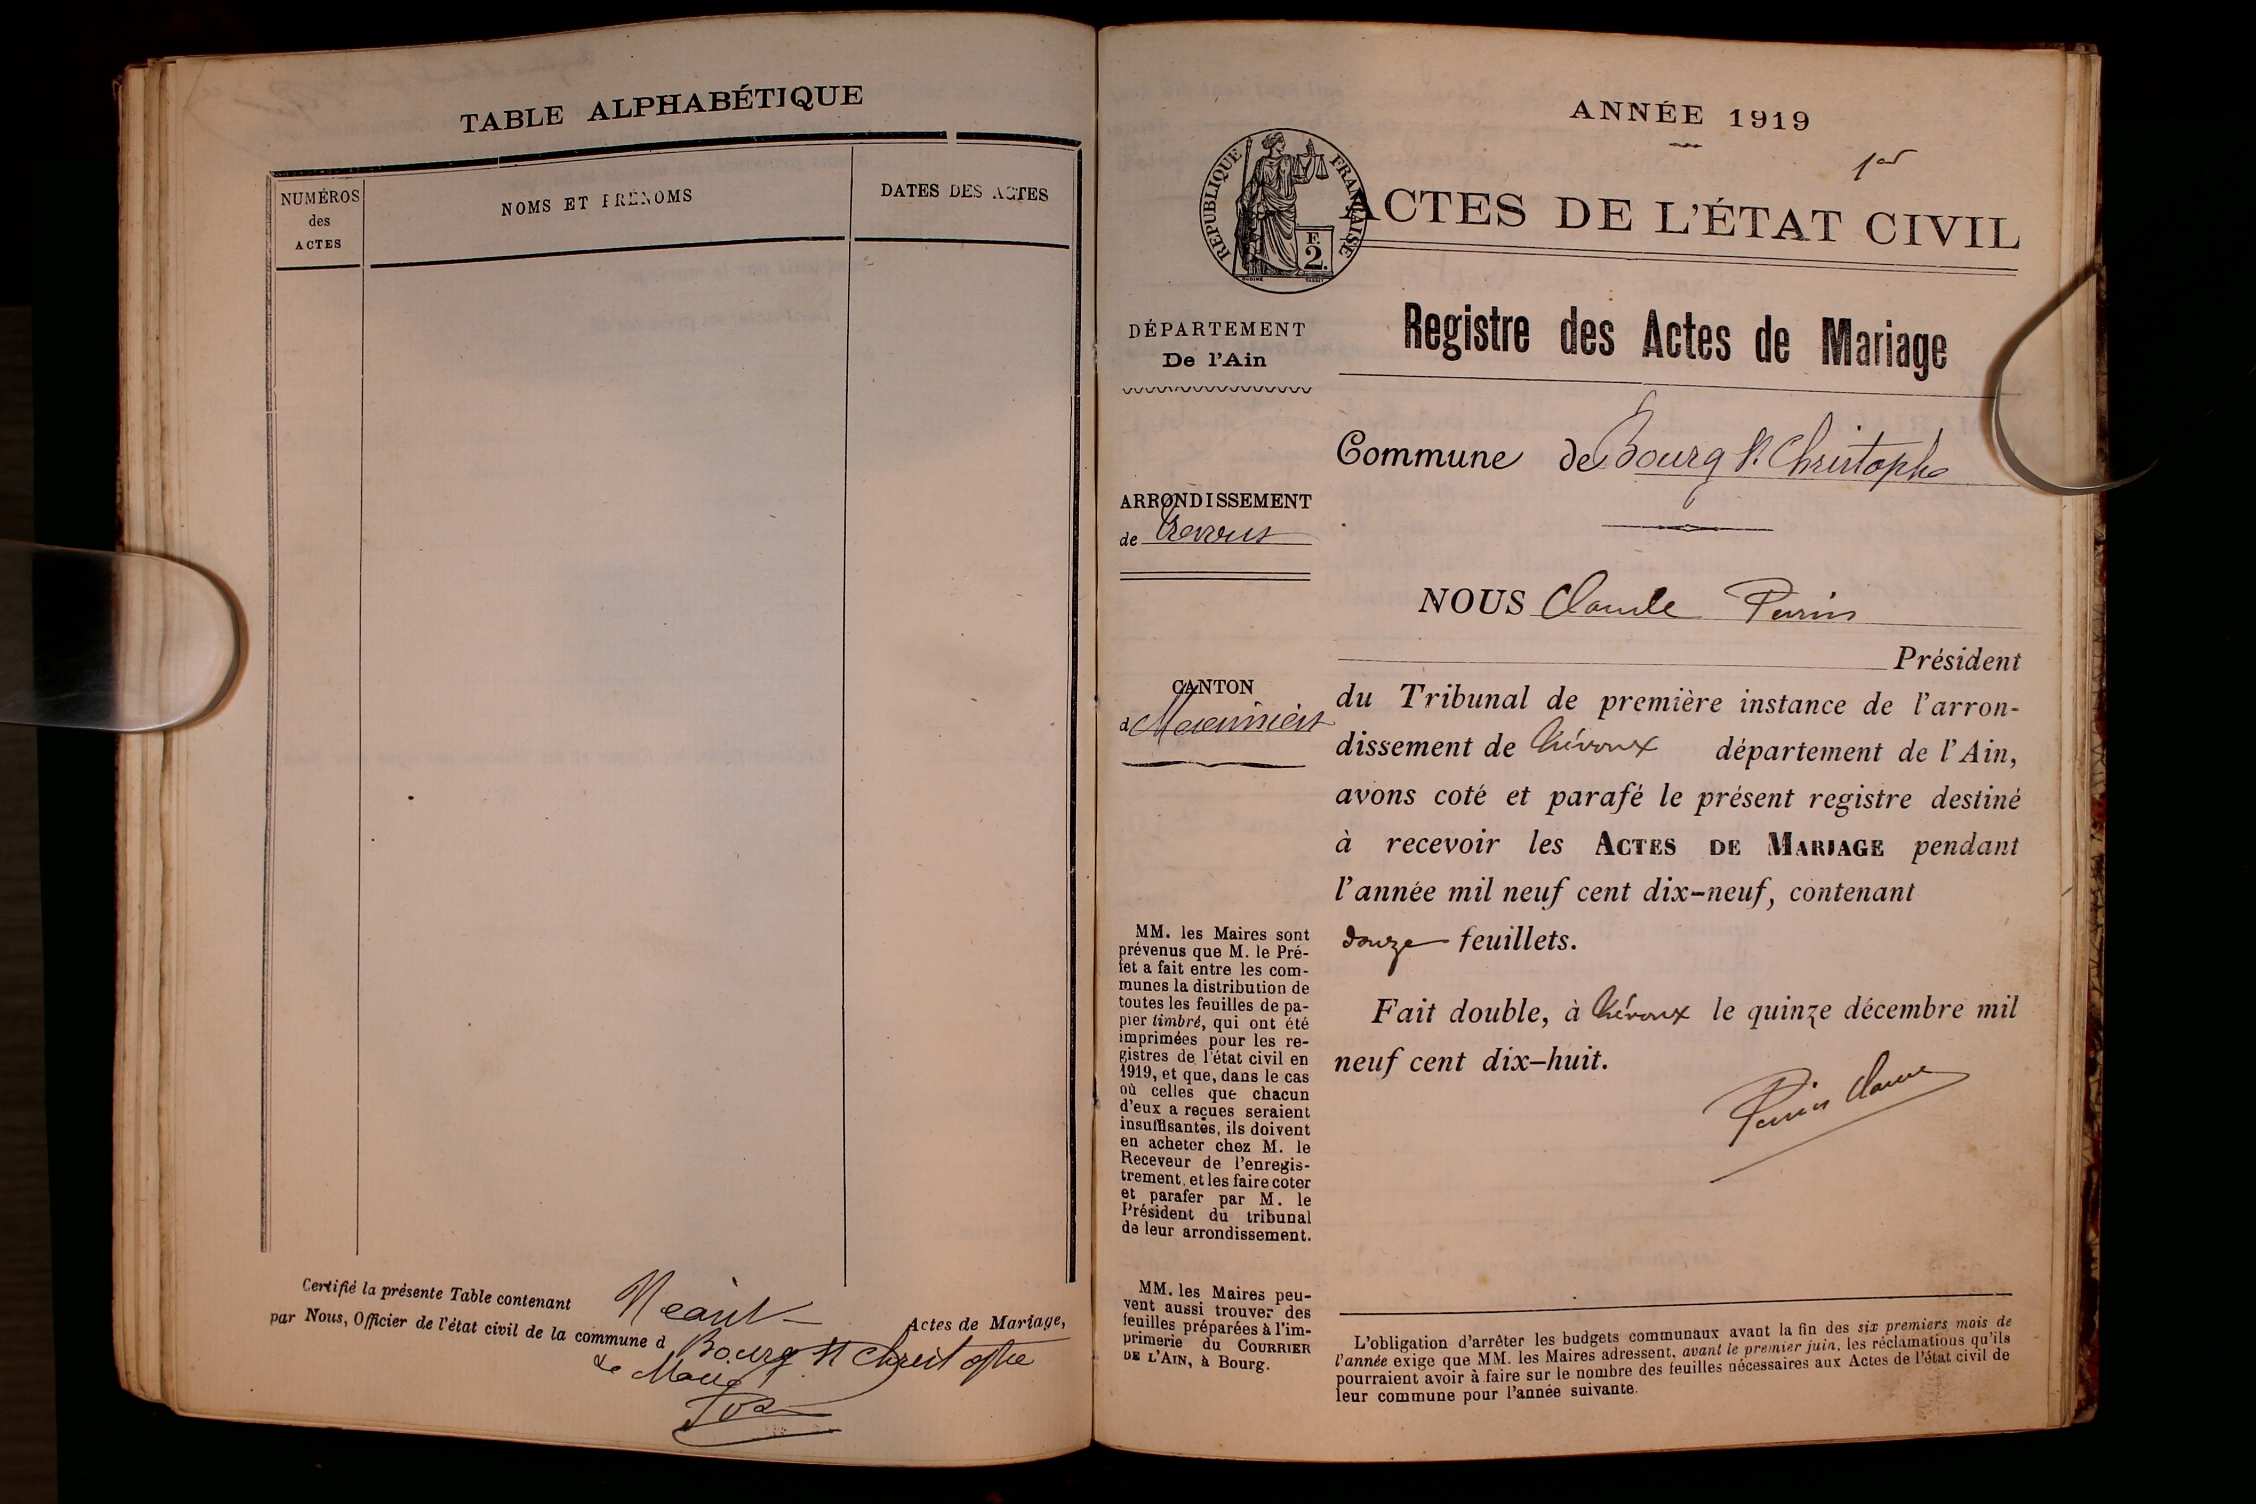 TABLE ALPHABÉTIQUE
NUMÉROS
des
ACTES
NOMS ET PRÉNOMS
DATES DES ACTES
Certifié la présente Table contenant Néant Actes de Mariage,
par Nous, Officier de l'état civil de la commune d Bourg St Christophe
Le Maire
ANNÉE 1919
1er
RÉPUBLIQUE FRANÇAISE
F.
2.
ACTES DE L'ÉTAT CIVIL
DÉPARTEMENT
De l'Ain
Registre des Actes de Mariage
Commune de Bourg St Christophe
ARRONDISSEMENT
de Trevoux
NOUS Claude Perrin
Président
CANTON
d Meximieux
du Tribunal de première instance de l'arron-
dissement de Trévoux département de l'Ain,
avons coté et parafé le présent registre destiné
à recevoir les ACTES DE MARIAGE pendant
l'année mil neuf cent dix-neuf, contenant
douze feuillets.
Fait double, à Trévoux le quinze décembre mil
neuf cent dix-huit.
Perrin Claude
MM. les Maires sont
prévenus que M. le Pré-
fet a fait entre les com-
munes la distribution de
toutes les feuilles de pa-
pier timbré, qui ont été
imprimées pour les re-
gistres de l'état civil en
1919, et que, dans le cas
où celles que chacun
d'eux a reçues seraient
insuffisantes, ils doivent
en acheter chez M. le
Receveur de l'enregis-
trement, et les faire coter
et parafer par M. le
Président du tribunal
de leur arrondissement.
MM. les Maires peu-
vent aussi trouver des
feuilles préparées à l'im-
primerie du COURRIER
DE L'AIN, à Bourg.
L'obligation d'arrêter les budgets communaux avant la fin des six premiers mois de
l'année exige que MM. les Maires adressent, avant le premier juin, les réclamations qu'ils
pourraient avoir à faire sur le nombre des feuilles nécessaires aux Actes de l'état civil de
leur commune pour l'année suivante.